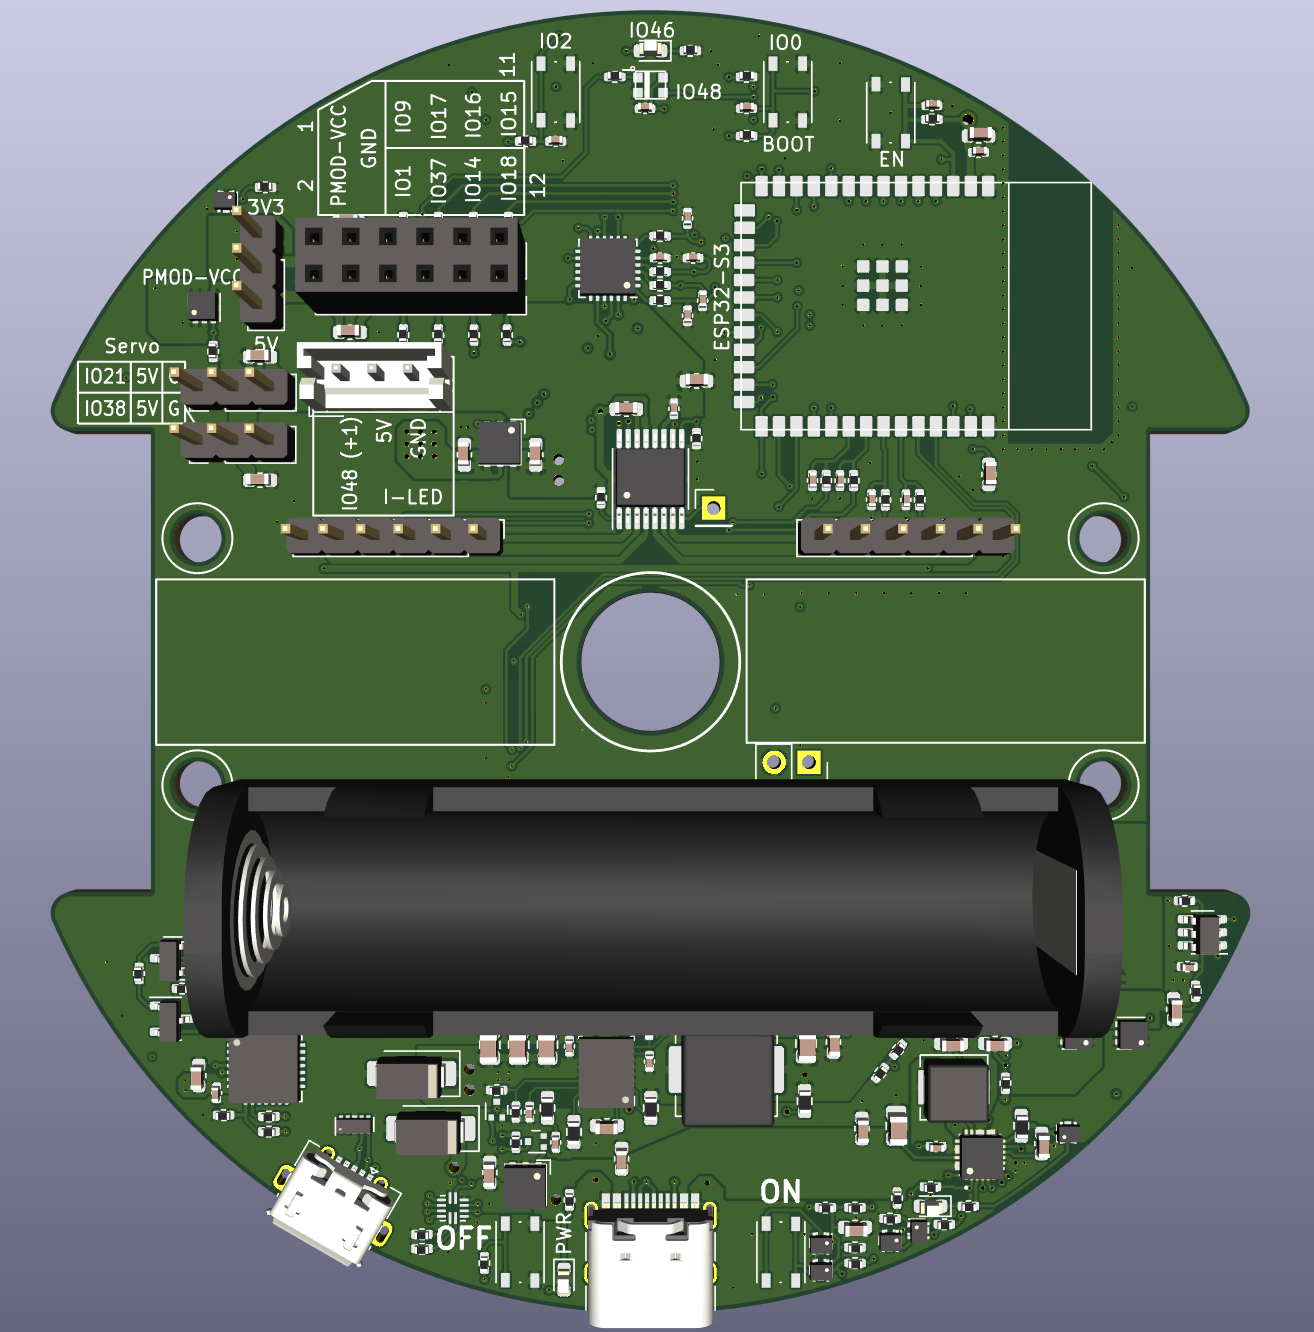 IO46
IO2
IO0
IO48
BOOT
EN
11
1
2
12
PMOD-VCC
GND
IO9
IO17
IO16
IO15
IO1
IO37
IO14
IO18
3V3
PMOD-VCC
5V
ESP32-S3
Servo
IO21 5V
IO38 5V G
IO48 (+1)
5V
GND
I-LED
ON
OFF
PWR